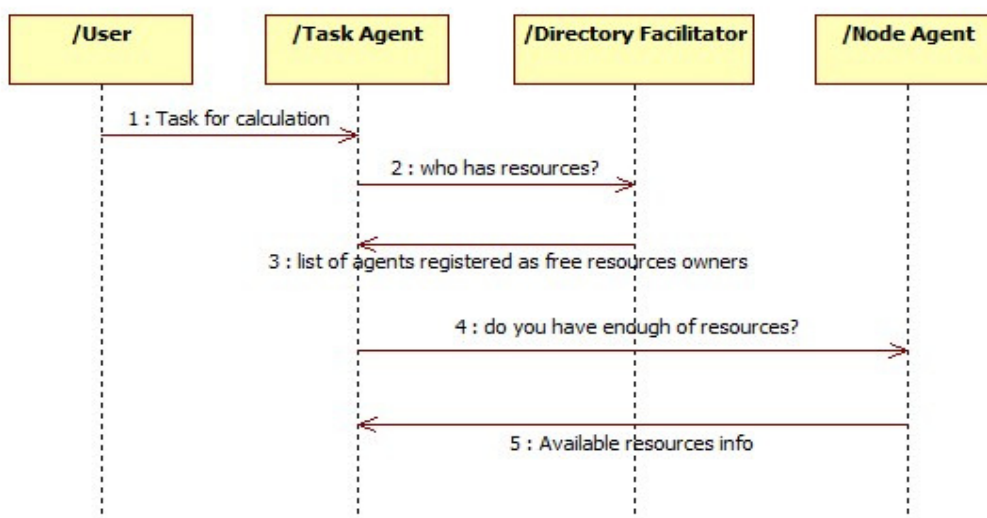 /User
/Task Agent
/Directory Facilitator
/Node Agent
1 : Task for calculation
2 : who has resources?
3 : list of agents registered as free resources owners
4 : do you have enough of resources?
5 : Available resources info